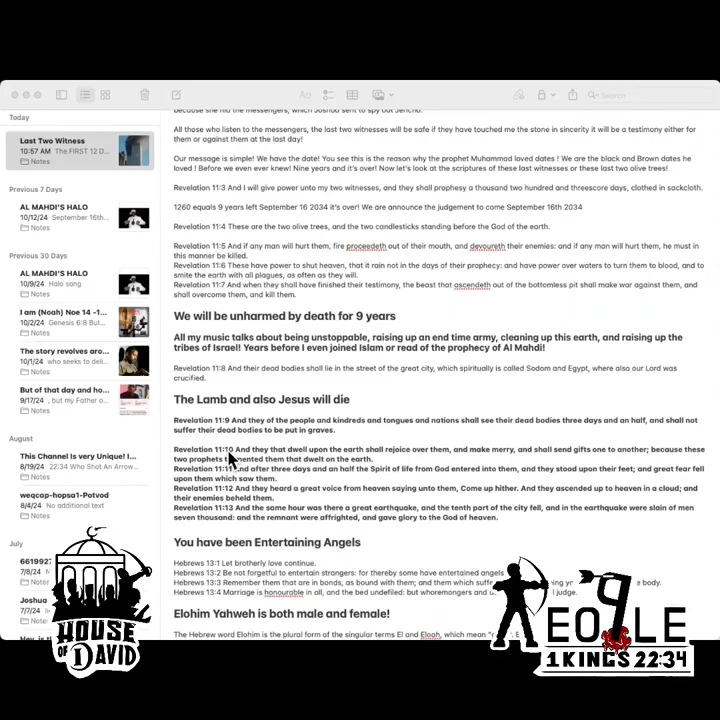 Aa
Search
Today
Last Two Witness
10:57 AM The FIRST 12 D...
Notes
Previous 7 Days
AL MAHDI'S HALO
10/12/24 September 16th...
Notes
Previous 30 Days
AL MAHDI'S HALO
10/9/24 Halo song
Notes
I am (Noah) Noe 14 -1...
10/2/24 Genesis 6:8 But...
Notes
The story revolves aro...
10/1/24 who seeks to deli...
Notes
But of that day and ho...
9/17/24 , but my Father o...
Notes
August
This Channel is very Unique! I...
8/19/24 22:34 Who Shot An Arrow...
Notes
weqcap-hopsa1-Potvod
8/4/24 No additional text
Notes
July
6619927
7/8/24
Notes
Joshua
7/7/24
Notes
Hey, is th
because she hid the messengers, which Joshua sent to spy out Jericho.
All those who listen to the messengers, the last two witnesses will be safe if they have touched me the stone in sincerity it will be a testimony either for
them or against them at the last day!
Our message is simple! We have the date! You see this is the reason why the prophet Muhammad loved dates ! We are the black and Brown dates he
loved ! Before we even ever knew! Nine years and it's over! Now let's look at the scriptures of these last witnesses or these last two olive trees!
Revelation 11:3 And I will give power unto my two witnesses, and they shall prophesy a thousand two hundred and threescore days, clothed in sackcloth.
1260 equals 9 years left September 16 2034 it's over! We are announce the judgement to come September 16th 2034
Revelation 11:4 These are the two olive trees, and the two candlesticks standing before the God of the earth.
Revelation 11:5 And if any man will hurt them, fire proceedeth out of their mouth, and devoureth their enemies: and if any man will hurt them, he must in
this manner be killed.
Revelation 11:6 These have power to shut heaven, that it rain not in the days of their prophecy: and have power over waters to turn them to blood, and to
smite the earth with all plagues, as often as they will.
Revelation 11:7 And when they shall have finished their testimony, the beast that ascendeth out of the bottomless pit shall make war against them, and
shall overcome them, and kill them.
We will be unharmed by death for 9 years
All my music talks about being unstoppable, raising up an end time army, cleaning up this earth, and raising up the
tribes of Israel! Years before I even joined Islam or read of the prophecy of Al Mahdi!
Revelation 11:8 And their dead bodies shall lie in the street of the great city, which spiritually is called Sodom and Egypt, where also our Lord was
crucified.
The Lamb and also Jesus will die
Revelation 11:9 And they of the people and kindreds and tongues and nations shall see their dead bodies three days and an half, and shall not
suffer their dead bodies to be put in graves.
Revelation 11:10 And they that dwell upon the earth shall rejoice over them, and make merry, and shall send gifts one to another; because these
two prophets tormented them that dwelt on the earth.
Revelation 11:11 And after three days and an half the Spirit of life from God entered into them, and they stood upon their feet; and great fear fell
upon them which saw them.
Revelation 11:12 And they heard a great voice from heaven saying unto them, Come up hither. And they ascended up to heaven in a cloud; and
their enemies beheld them.
Revelation 11:13 And the same hour was there a great earthquake, and the tenth part of the city fell, and in the earthquake were slain of men
seven thousand: and the remnant were affrighted, and gave glory to the God of heaven.
You have been Entertaining Angels
Hebrews 13:1 Let brotherly love continue.
Hebrews 13:2 Be not forgetful to entertain strangers: for thereby some have entertained angels
Hebrews 13:3 Remember them that are in bonds, as bound with them; and them which suffe body.
Hebrews 13:4 Marriage is honourable in all, and the bed undefiled: but whoremongers and judge.
Elohim Yahweh is both male and female!
The Hebrew word Elohim is the plural form of the singular terms El and Eloah, which mean
HOUSE
OF DAVID
PEOPLE
1 KINGS 22:34